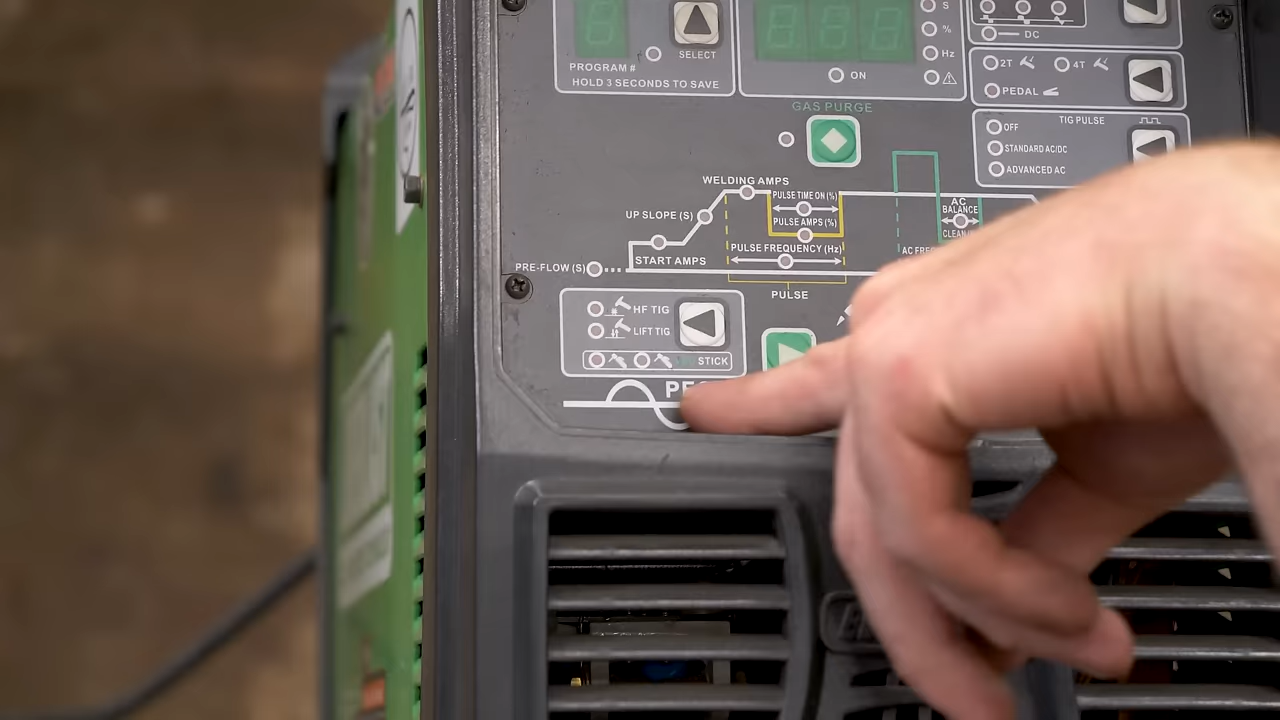 S
%
SELECT
Hz
PROGRAM #
HOLD 3 SECONDS TO SAVE
ON
DC
2T
4T
PEDAL
GAS PURGE
TIG PULSE
OFF
STANDARD AC/DC
ADVANCED AC
WELDING AMPS
PULSE TIME ON (%)
UP SLOPE (S)
PULSE AMPS (%)
AC
BALANCE
PULSE FREQUENCY (Hz)
START AMPS
PRE-FLOW (S)
PULSE
HF TIG
LIFT TIG
STICK